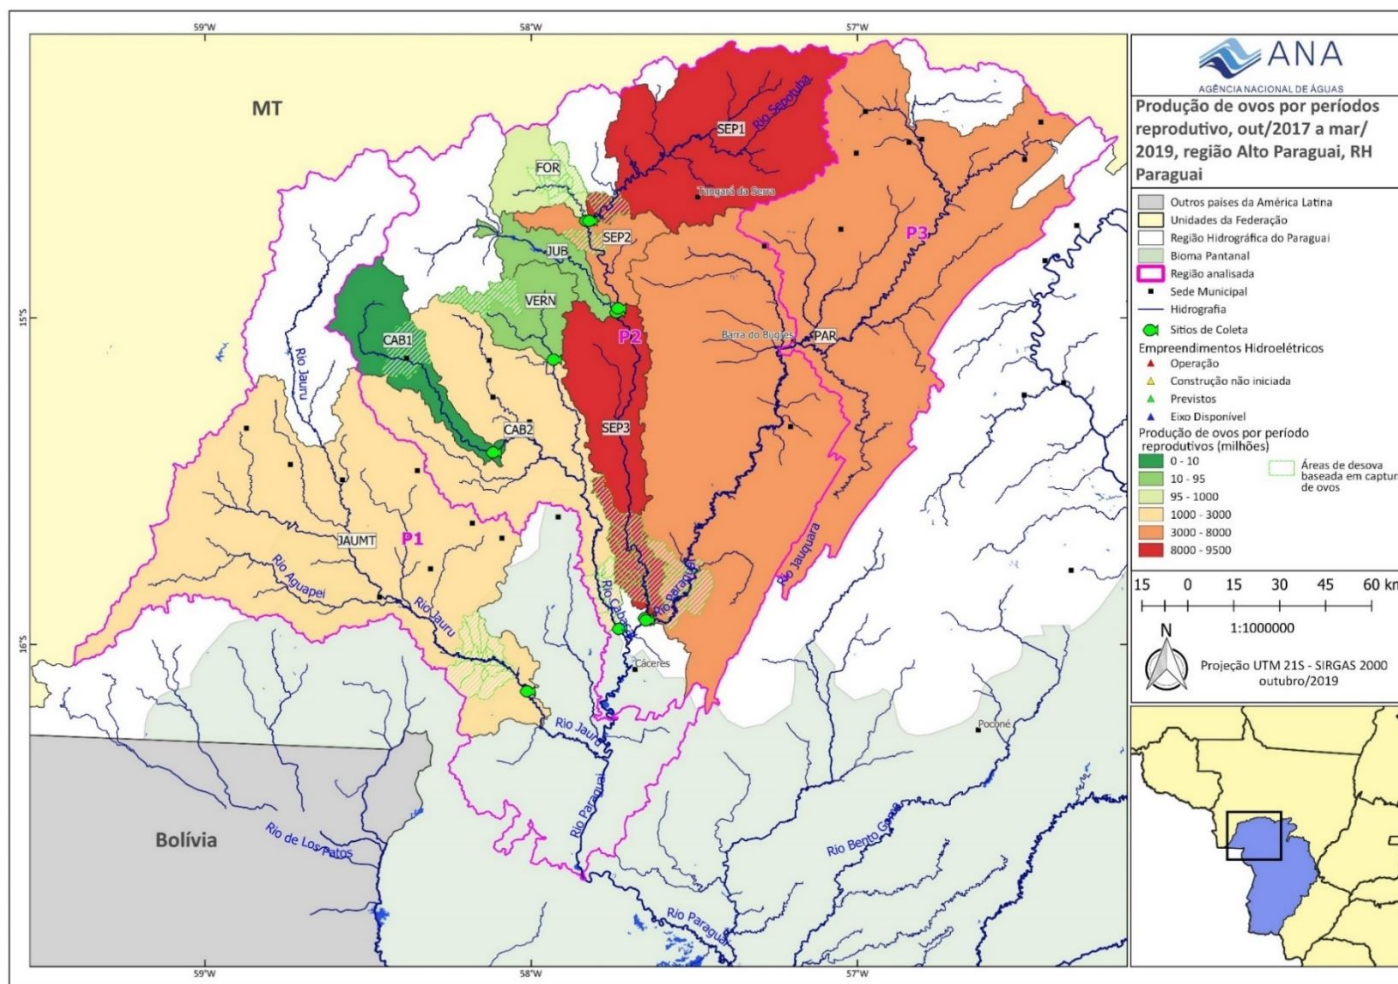 59°W
58°W
57°W
MT
Rio Sepotuba
SEP1
FOR
Tangará da Serra
SEP2
P3
JUB
VERN
15°S
P2
Barra do Bugres
PAR
CAB1
Rio Jauru
CAB2
SEP3
JAUMT
P1
Rio Jauquara
Rio Aguapei
Rio Jauru
Rio Paraguai
16°S
Cáceres
Rio Jauru
Poconé
Rio Paraguai
Bolívia
Rio de Los Patos
Rio Bento Gome
Rio Paraguai
59°W
58°W
57°W
ANA
AGÊNCIA NACIONAL DE ÁGUAS
Produção de ovos por períodos
reprodutivo, out/2017 a mar/
2019, região Alto Paraguai, RH
Paraguai
Outros países da América Latina
Unidades da Federação
Região Hidrográfica do Paraguai
Bioma Pantanal
Região analisada
Sede Municipal
Hidrografia
Sítios de Coleta
Empreendimentos Hidroelétricos
Operação
Construção não iniciada
Previstos
Eixo Disponível
Produção de ovos por período
reprodutivos (milhões)
0 - 10
10 - 95
95 - 1000
1000 - 3000
3000 - 8000
8000 - 9500
Áreas de desova
baseada em captura
de ovos
15 0 15 30 45 60 km
1:1000000
N
Projeção UTM 21S - SIRGAS 2000
outubro/2019